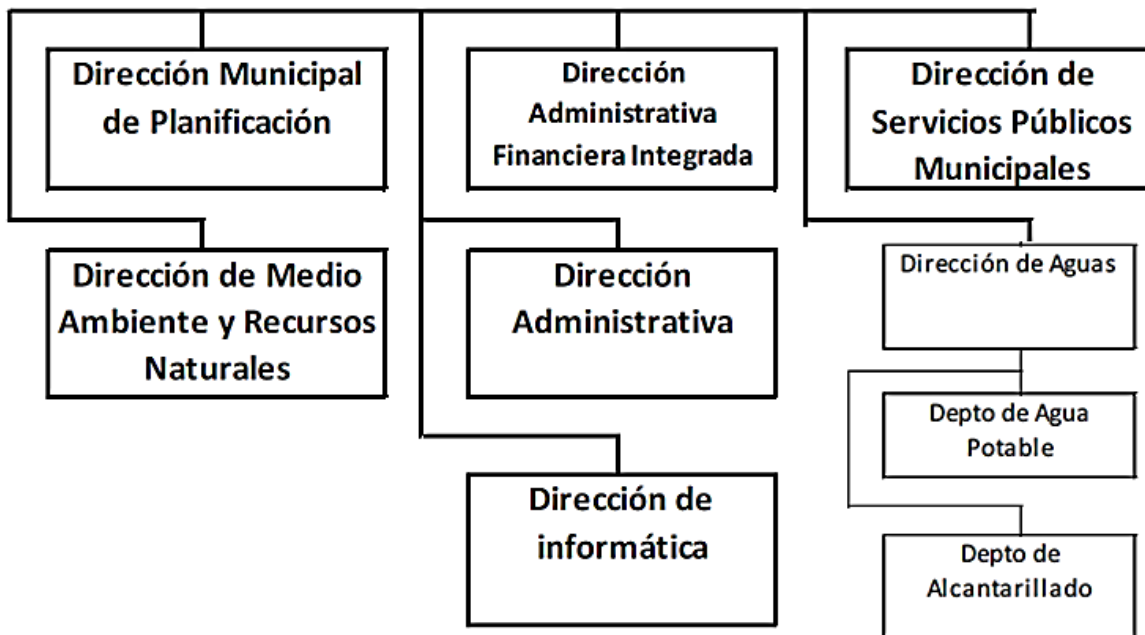 Dirección Municipal
de Planificación
Dirección
Administrativa
Financiera Integrada
Dirección de
Servicios Públicos
Municipales
Dirección de Medio
Ambiente y Recursos
Naturales
Dirección
Administrativa
Dirección de Aguas
Depto de Agua
Potable
Dirección de
informática
Depto de
Alcantarillado